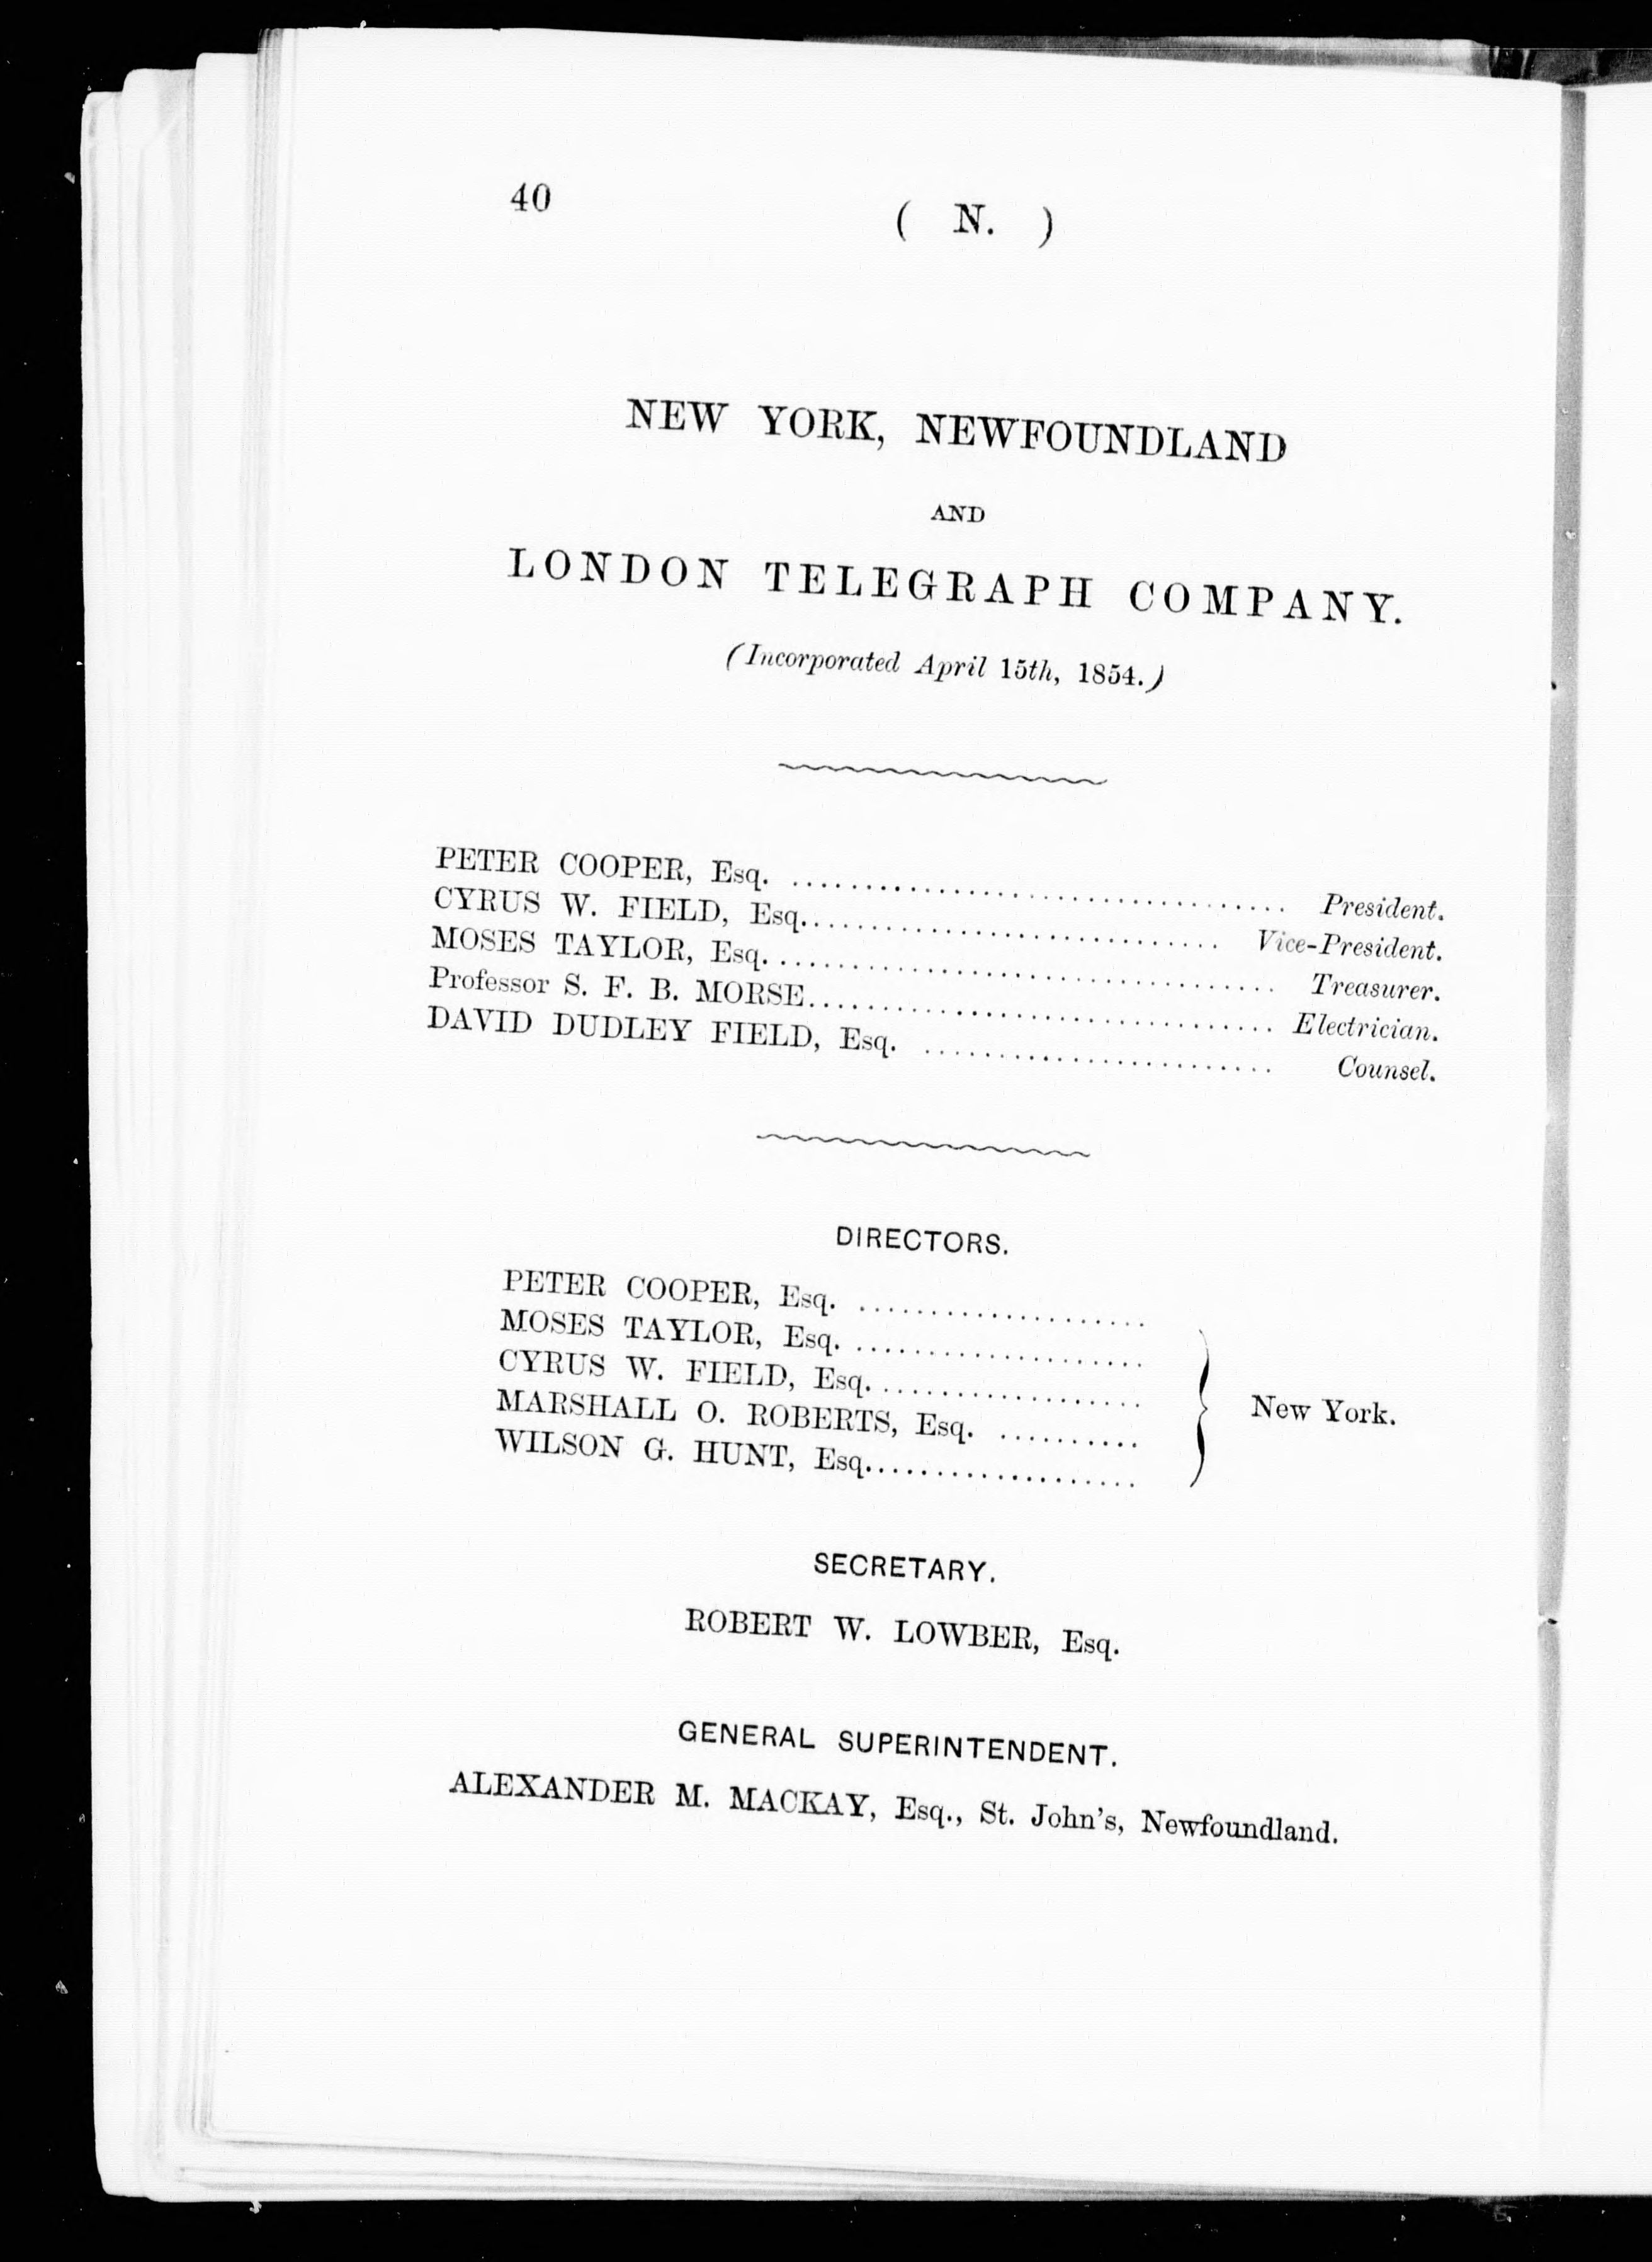 40
( N. )
NEW YORK, NEWFOUNDLAND
AND
LONDON TELEGRAPH COMPANY.
(Incorporated April 15th, 1854.)
PETER COOPER, Esq. ........................................ President.
CYRUS W. FIELD, Esq........................................ Vice-President.
MOSES TAYLOR, Esq. ........................................ Treasurer.
Professor S. F. B. MORSE........................................ Electrician.
DAVID DUDLEY FIELD, Esq. ........................................ Counsel.
DIRECTORS.
PETER COOPER, Esq. ....................
MOSES TAYLOR, Esq. ....................
CYRUS W. FIELD, Esq. ....................
MARSHALL O. ROBERTS, Esq. ..........
WILSON G. HUNT, Esq....................
New York.
SECRETARY.
ROBERT W. LOWBER, Esq.
GENERAL SUPERINTENDENT.
ALEXANDER M. MACKAY, Esq., St. John's, Newfoundland.